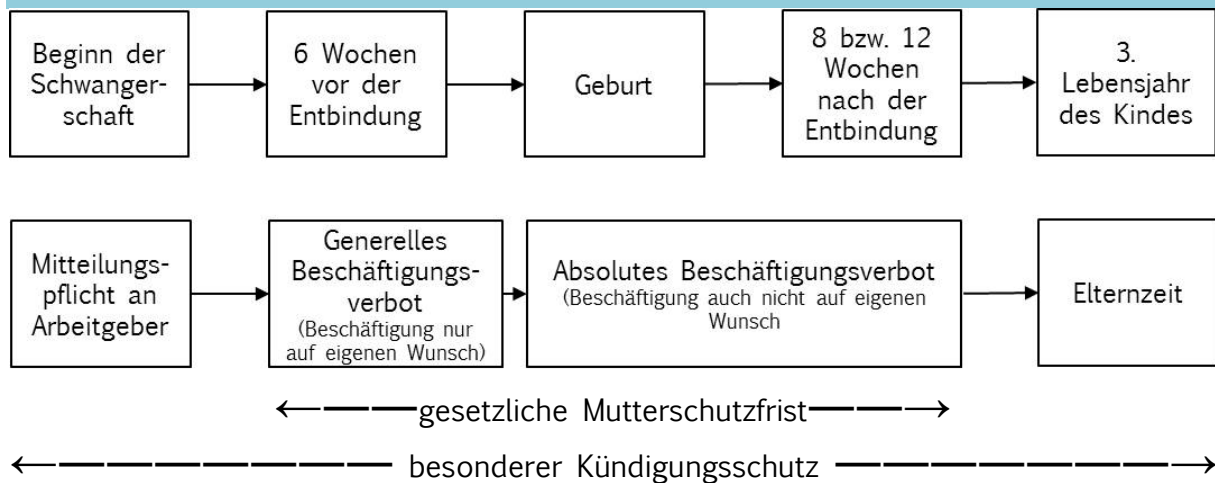 Beginn der
Schwanger-
schaft
6 Wochen
vor der
Entbindung
Geburt
8 bzw. 12
Wochen
nach der
Entbindung
3.
Lebensjahr
des Kindes
Mitteilungs-
pflicht an
Arbeitgeber
Generelles
Beschäftigungs-
verbot
(Beschäftigung nur
auf eigenen Wunsch)
Absolutes Beschäftigungsverbot
(Beschäftigung auch nicht auf eigenen
Wunsch
Elternzeit
gesetzliche Mutterschutzfrist
besonderer Kündigungsschutz